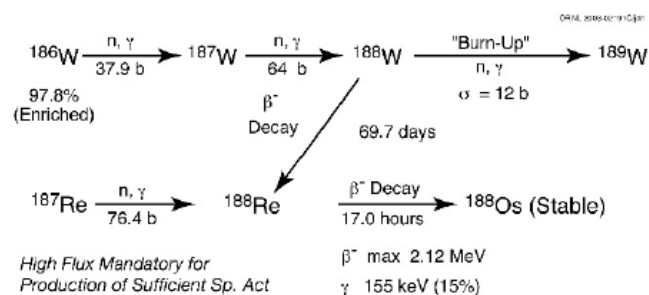 n, γ n, γ "Burn-Up"
¹⁸⁶W ¹⁸⁷W ¹⁸⁸W ¹⁸⁹W
37.9 b 64 b n, γ
97.8% σ = 12 b
(Enriched) β⁻
Decay 69.7 days
n, γ β⁻ Decay
¹⁸⁷Re ¹⁸⁸Re ¹⁸⁸Os (Stable)
76.4 b 17.0 hours
High Flux Mandatory for β⁻ max 2.12 MeV
Production of Sufficient Sp. Act γ 155 keV (15%)